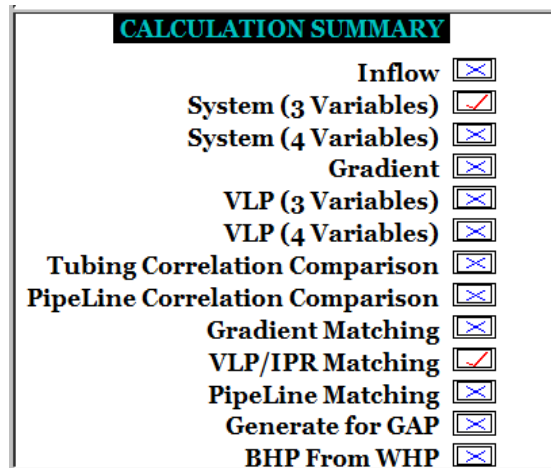 CALCULATION SUMMARY
Inflow
System (3 Variables)
System (4 Variables)
Gradient
VLP (3 Variables)
VLP (4 Variables)
Tubing Correlation Comparison
PipeLine Correlation Comparison
Gradient Matching
VLP/IPR Matching
PipeLine Matching
Generate for GAP
BHP From WHP